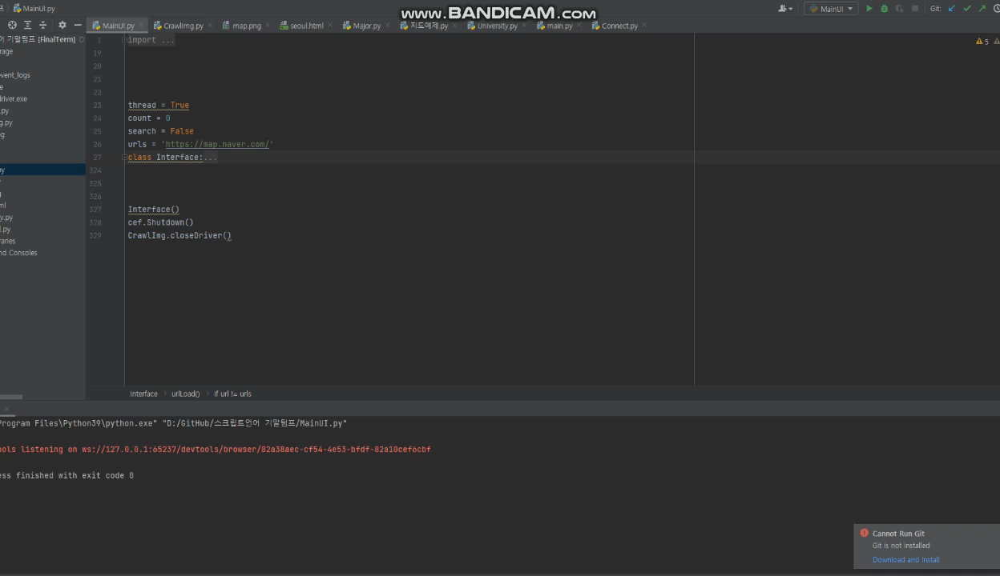 www.BANDICAM.com
MainUI.py
MainUI
Git:
MainUI.py
CrawlImg.py
map.png
seoul.html
Major.py
지도예제.py
University.py
main.py
Connect.py
어 기말팀프 [FinalTerm] D
rage
vent_logs
e
driver.exe
.py
g.py
g
py
g
ml
y.py
l.py
raries
nd Consoles
1 import ...
5
19
20
21
22
23 thread = True
24 count = 0
25 search = False
26 urls = 'https://map.naver.com/'
27 class Interface:...
324
325
326
327 Interface()
328 cef.Shutdown()
329 CrawlImg.closeDriver()
Interface urlLoad() if url != urls
Program Files\Python39\python.exe" "D:/GitHub/스크립트언어 기말팀프/MainUI.py"
ools listening on ws://127.0.0.1:65237/devtools/browser/82a38aec-cf54-4e53-bfdf-82a10cef6cbf
ess finished with exit code 0
Cannot Run Git
Git is not installed
Download and Install